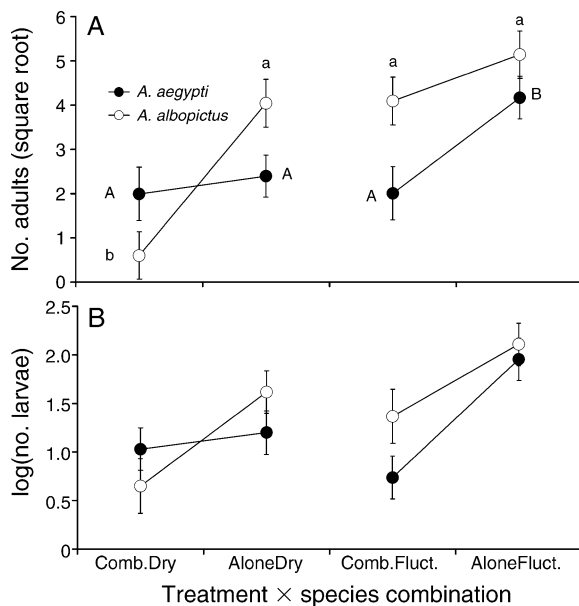 A
No. adults (square root)
6
5
4
3
2
1
0
A. aegypti
A. albopictus
A
b
a
A
a
A
a
B
B
log(no. larvae)
2.5
2.0
1.5
1.0
0.5
0
Comb.Dry AloneDry Comb.Fluct. AloneFluct.
Treatment × species combination